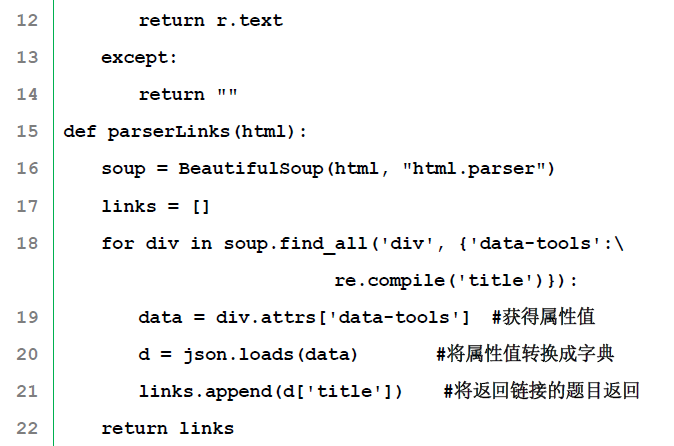 12 return r.text
13 except:
14 return ""
15 def parserLinks(html):
16 soup = BeautifulSoup(html, "html.parser")
17 links = []
18 for div in soup.find_all('div', {'data-tools':\
re.compile('title')}):
19 data = div.attrs['data-tools'] #获得属性值
20 d = json.loads(data) #将属性值转换成字典
21 links.append(d['title']) #将返回链接的题目返回
22 return links